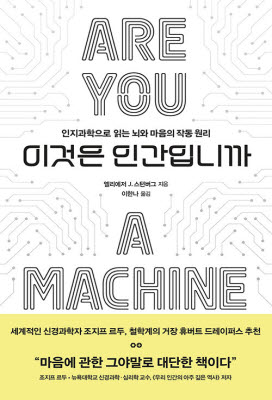 ARE
YOU
인지과학으로 읽는 뇌와 마음의 작동 원리
이것은 인간입니까
엘리에저 J. 스턴버그 지음
이한나 옮김
A
MACHINE
세계적인 신경과학자 조지프 르두, 철학계의 거장 휴버트 드레이퍼스 추천
“마음에 관한 그야말로 대단한 책이다”
조지프 르두 • 뉴욕대학교 신경과학·심리학 교수, 《우리 인간의 아주 깊은 역사》 저자